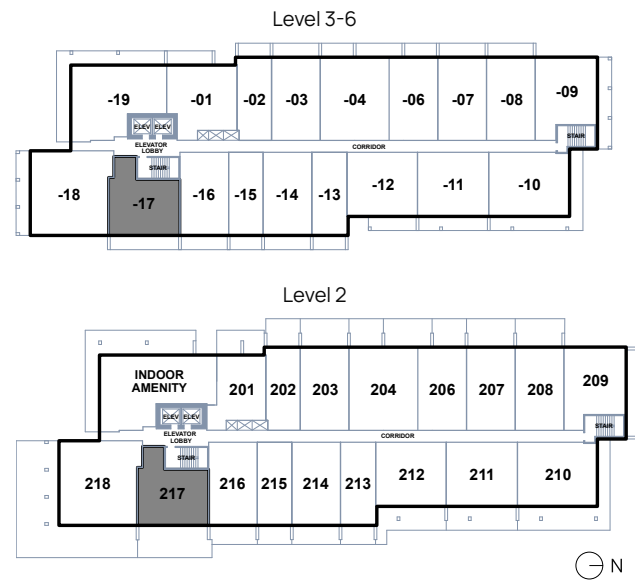 Level 3-6
-19
-01
-02
-03
-04
-06
-07
-08
-09
ELEV ELEV
ELEVATOR
LOBBY
CORRIDOR
STAIR
STAIR
-18
-17
-16
-15
-14
-13
-12
-11
-10
Level 2
INDOOR
AMENITY
201
202
203
204
206
207
208
209
ELEV ELEV
ELEVATOR
LOBBY
CORRIDOR
STAIR
STAIR
218
217
216
215
214
213
212
211
210
N